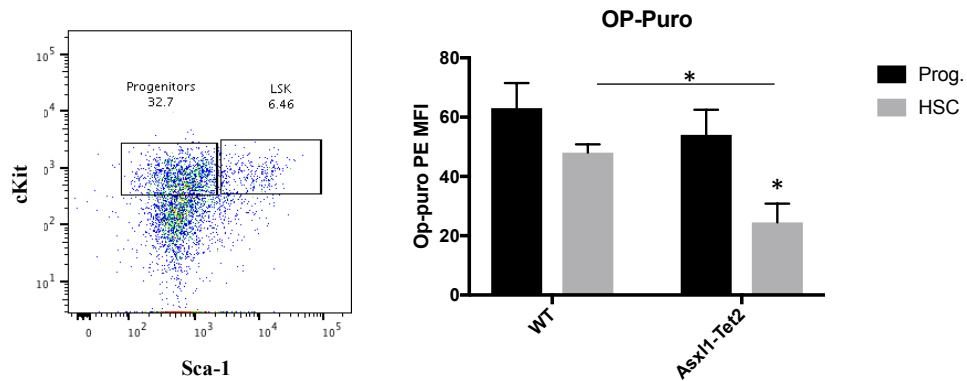 Progenitors
32.7
LSK
6.46
10^5
10^4
10^3
10^2
10^1
cKit
0 10^2 10^3 10^4 10^5
Sca-1
OP-Puro
80
60
40
20
0
Op-puro PE MFI
*
*
WT
Asxl1-Tet2
Prog.
HSC